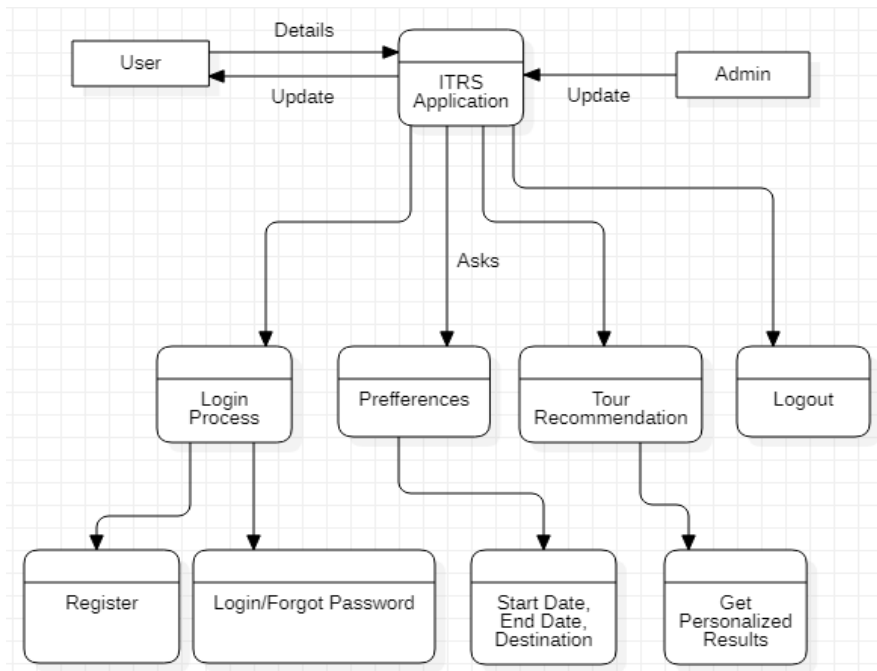 Details
User
Update
ITRS
Application
Update
Admin
Asks
Login
Process
Prefferences
Tour
Recommendation
Logout
Register
Login/Forgot Password
Start Date,
End Date,
Destination
Get
Personalized
Results